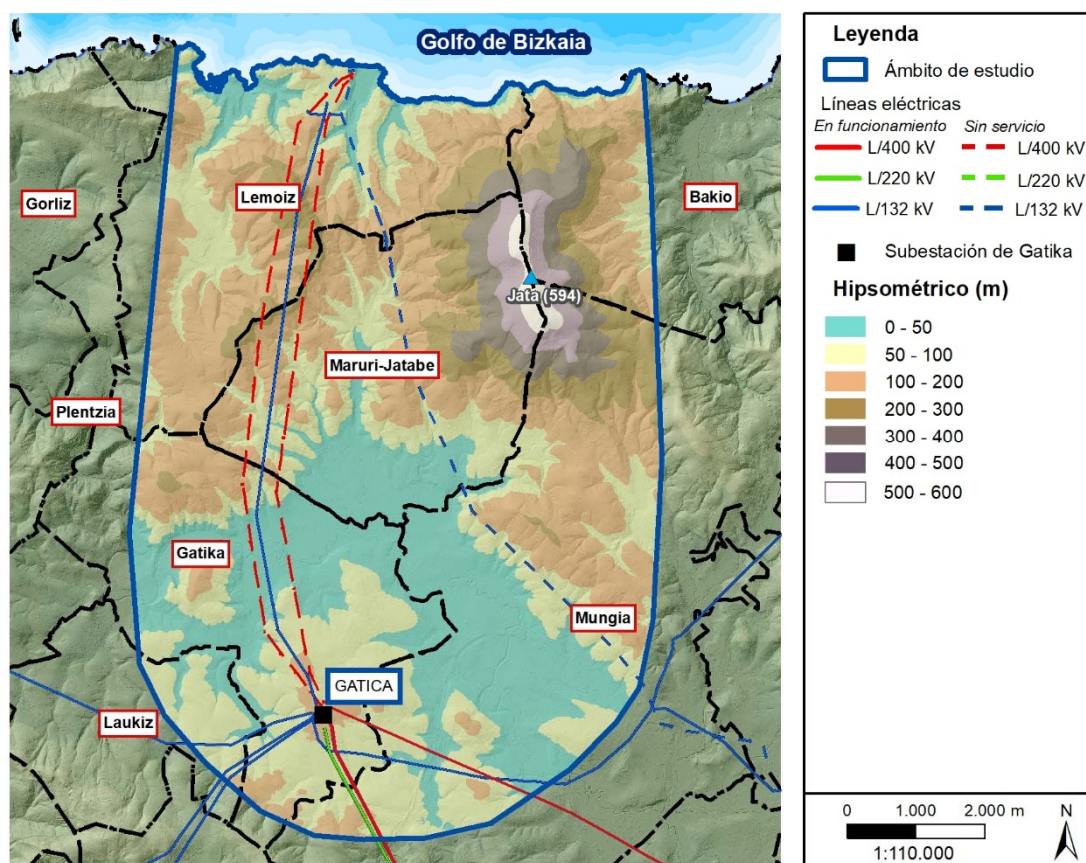 Golfo de Bizkaia
Gorliz
Lemoiz
Bakio
Jata (594)
Maruri-Jatabe
Plentzia
Gatika
Mungia
GATICA
Laukiz
Leyenda
Ámbito de estudio
Líneas eléctricas
En funcionamiento Sin servicio
L/400 kV L/400 kV
L/220 kV L/220 kV
L/132 kV L/132 kV
Subestación de Gatika
Hipsométrico (m)
0 - 50
50 - 100
100 - 200
200 - 300
300 - 400
400 - 500
500 - 600
0 1.000 2.000 m
1:110.000
N